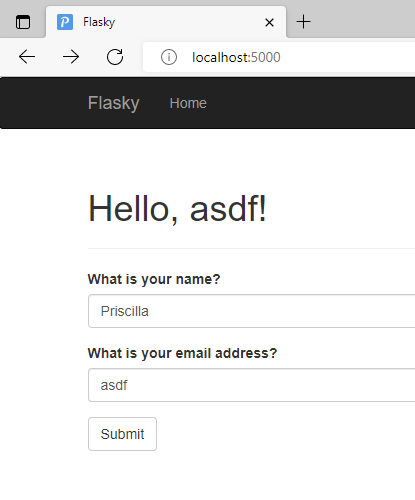 Flasky
localhost:5000
Flasky Home
Hello, asdf!
What is your name?
Priscilla
What is your email address?
asdf
Submit